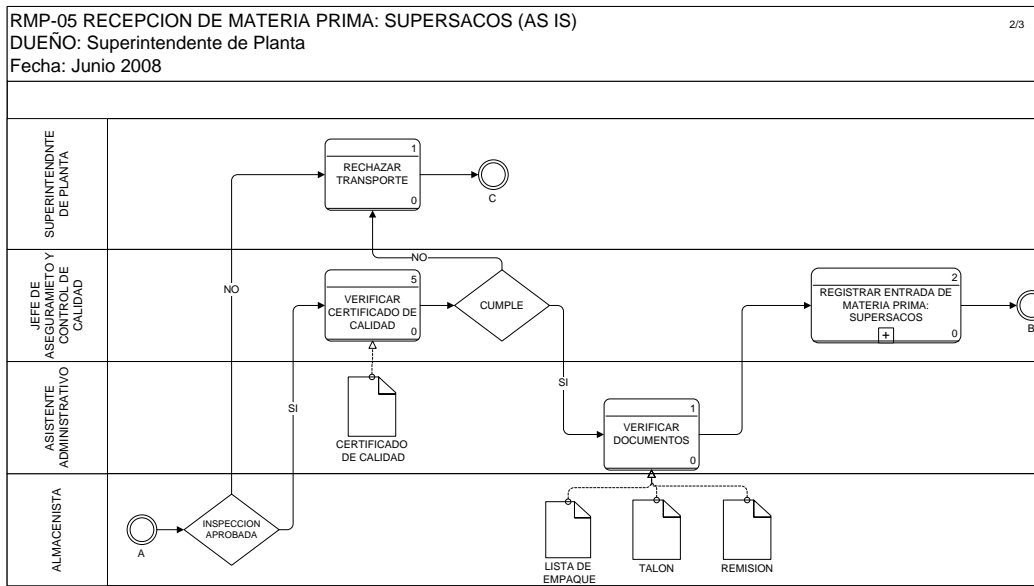 RMP-05 RECEPCION DE MATERIA PRIMA: SUPERSACOS (AS IS)
2/3
DUEÑO: Superintendente de Planta
Fecha: Junio 2008
SUPERINTENDNTE
DE PLANTA
1
RECHAZAR
TRANSPORTE
0
C
JEFE DE
ASEGURAMIETO Y
CONTROL DE
CALIDAD
NO
NO
5
VERIFICAR
CERTIFICADO DE
CALIDAD
0
CUMPLE
2
REGISTRAR ENTRADA DE
MATERIA PRIMA:
SUPERSACOS
+
0
B
ASISTENTE
ADMINISTRATIVO
SI
CERTIFICADO
DE CALIDAD
SI
1
VERIFICAR
DOCUMENTOS
0
ALMACENISTA
A
INSPECCION
APROBADA
LISTA DE
EMPAQUE
TALON
REMISION